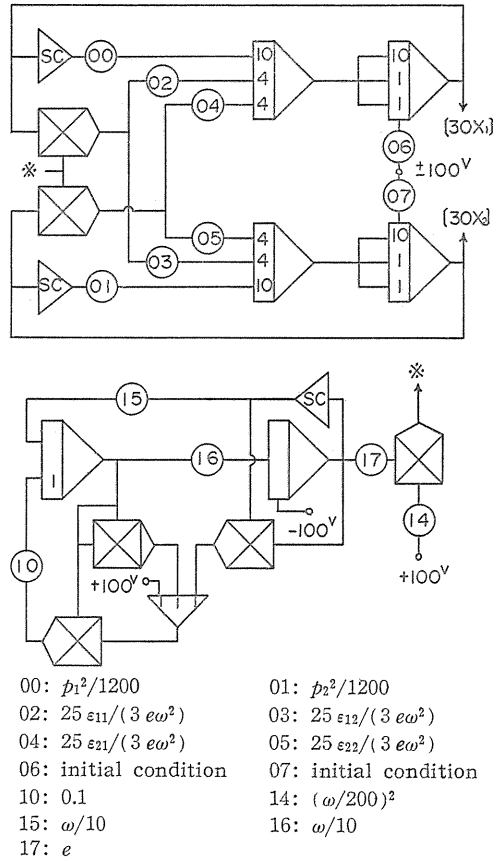 SC 00 10 10
02 4 1
04 4 1
06
※ ±100V
07
[30X₁]
[30X₂]
05 4 10
03 4 1
SC 01 10 1
※
15 SC
1 16 17
-100V
14
+100V
10 +100V
1 1 1
00: p₁²/1200 01: p₂²/1200
02: 25 ε₁₁/(3 eω²) 03: 25 ε₁₂/(3 eω²)
04: 25 ε₂₁/(3 eω²) 05: 25 ε₂₂/(3 eω²)
06: initial condition 07: initial condition
10: 0.1 14: (ω/200)²
15: ω/10 16: ω/10
17: e